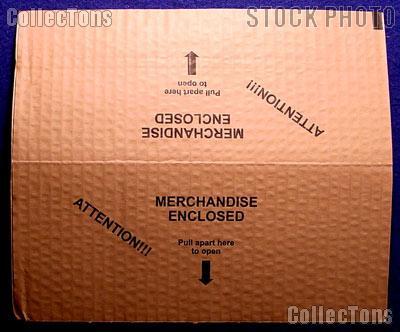 CollecTons
STOCK PHOTO
Pull apart here
to open
ATTENTION!!!
MERCHANDISE
ENCLOSED
MERCHANDISE
ENCLOSED
ATTENTION!!!
Pull apart here
to open
CollecTons